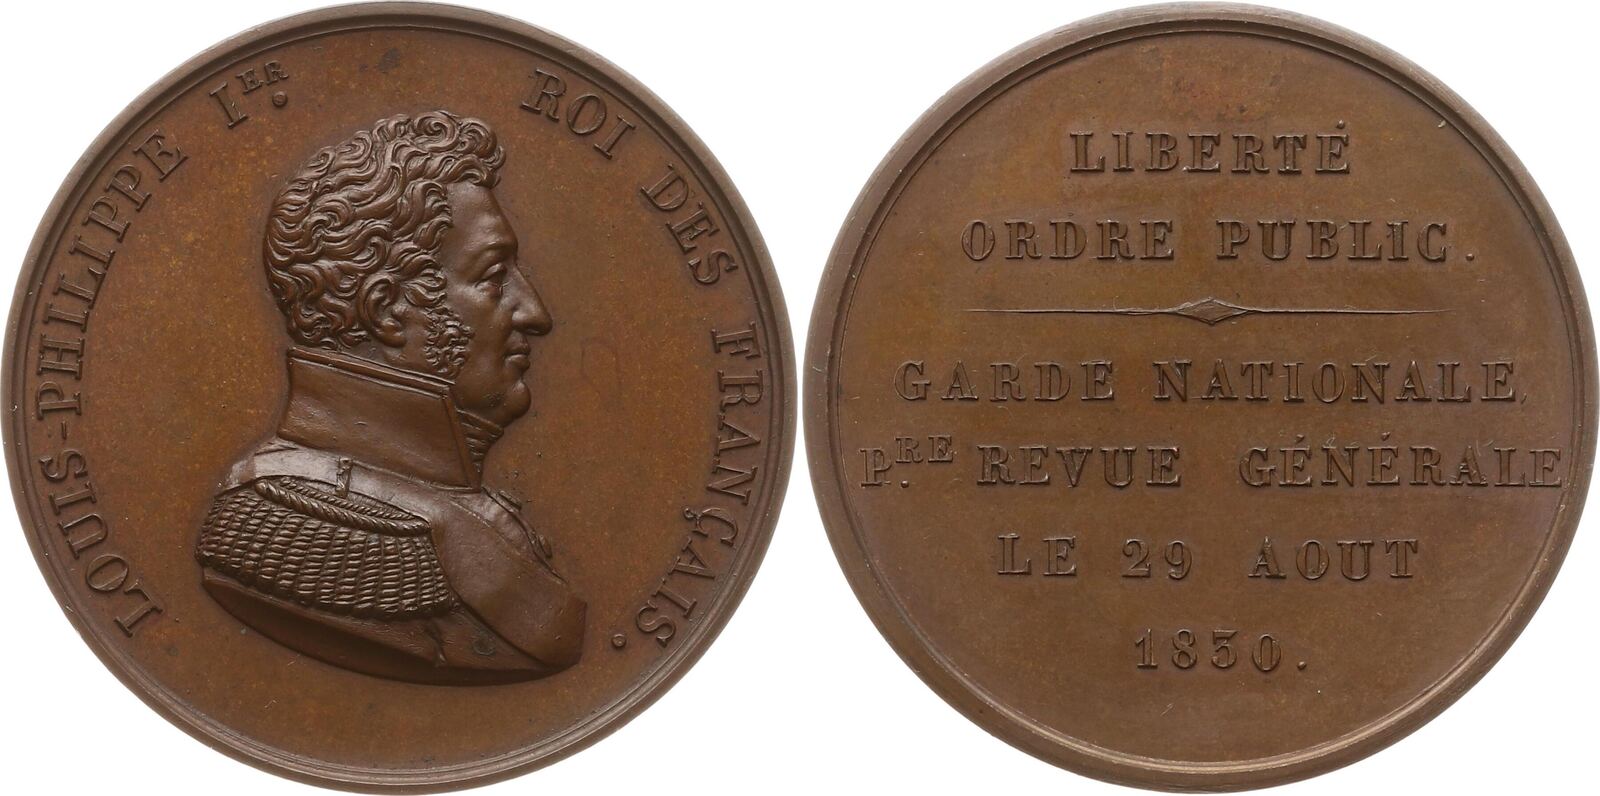 LOUIS-PHILIPPE IER. ROI DES FRANÇAIS.
LIBERTÉ
ORDRE PUBLIC.
GARDE NATIONALE,
PRE. REVUE GÉNÉRALE
LE 29 AOUT
1830.